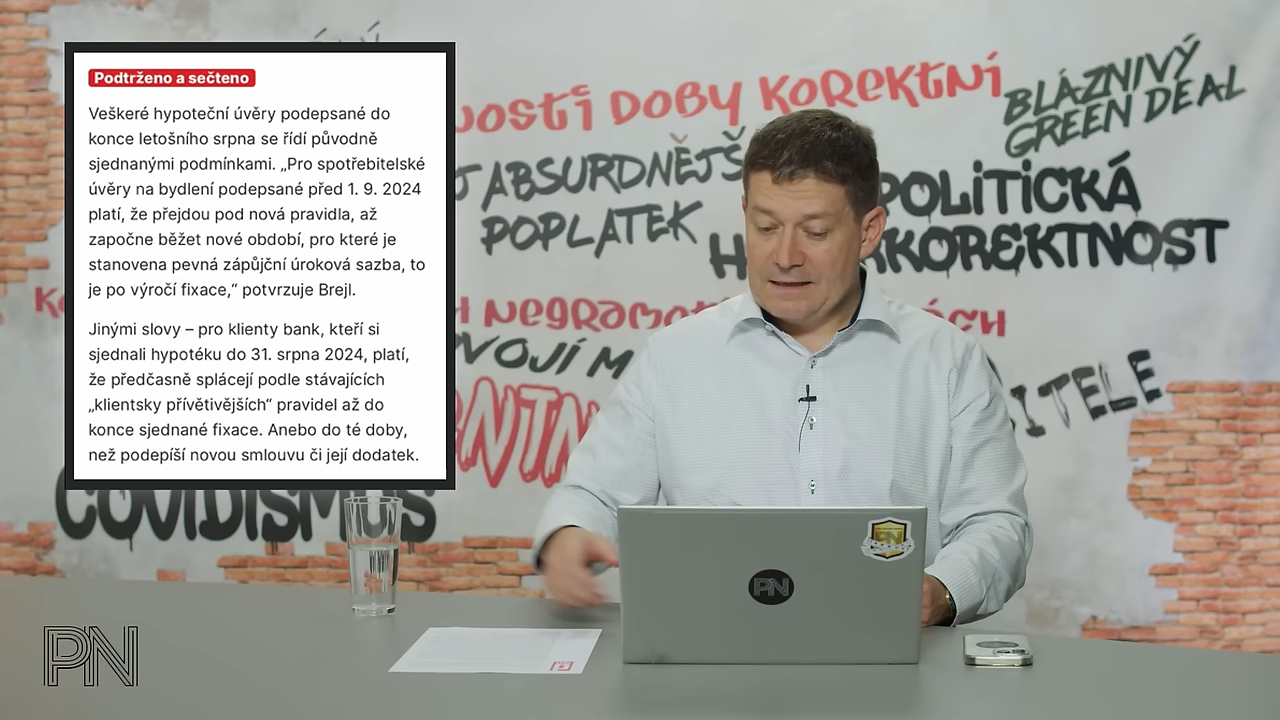 Podtrženo a sečteno
Veškeré hypoteční úvěry podepsané do
konce letošního srpna se řídí původně
sjednanými podmínkami. „Pro spotřebitelské
úvěry na bydlení podepsané před 1. 9. 2024
platí, že přejdou pod nová pravidla, až
započne běžet nové období, pro které je
stanovena pevná zápůjční úroková sazba, to
je po výročí fixace,“ potvrzuje Brejl.
Jinými slovy – pro klienty bank, kteří si
sjednali hypotéku do 31. srpna 2024, platí,
že předčasně splácejí podle stávajících
„klientsky přívětivějších“ pravidel až do
konce sjednané fixace. Anebo do té doby,
než podepíší novou smlouvu či její dodatek.
DOBY KOREKTNÍ
BLÁZNIVÝ
GREEN DEAL
ABSURDNĚJŠ
POPLATEK
POLITICKÁ
KOREKTNOST
COVIDISMUS
PN
PN